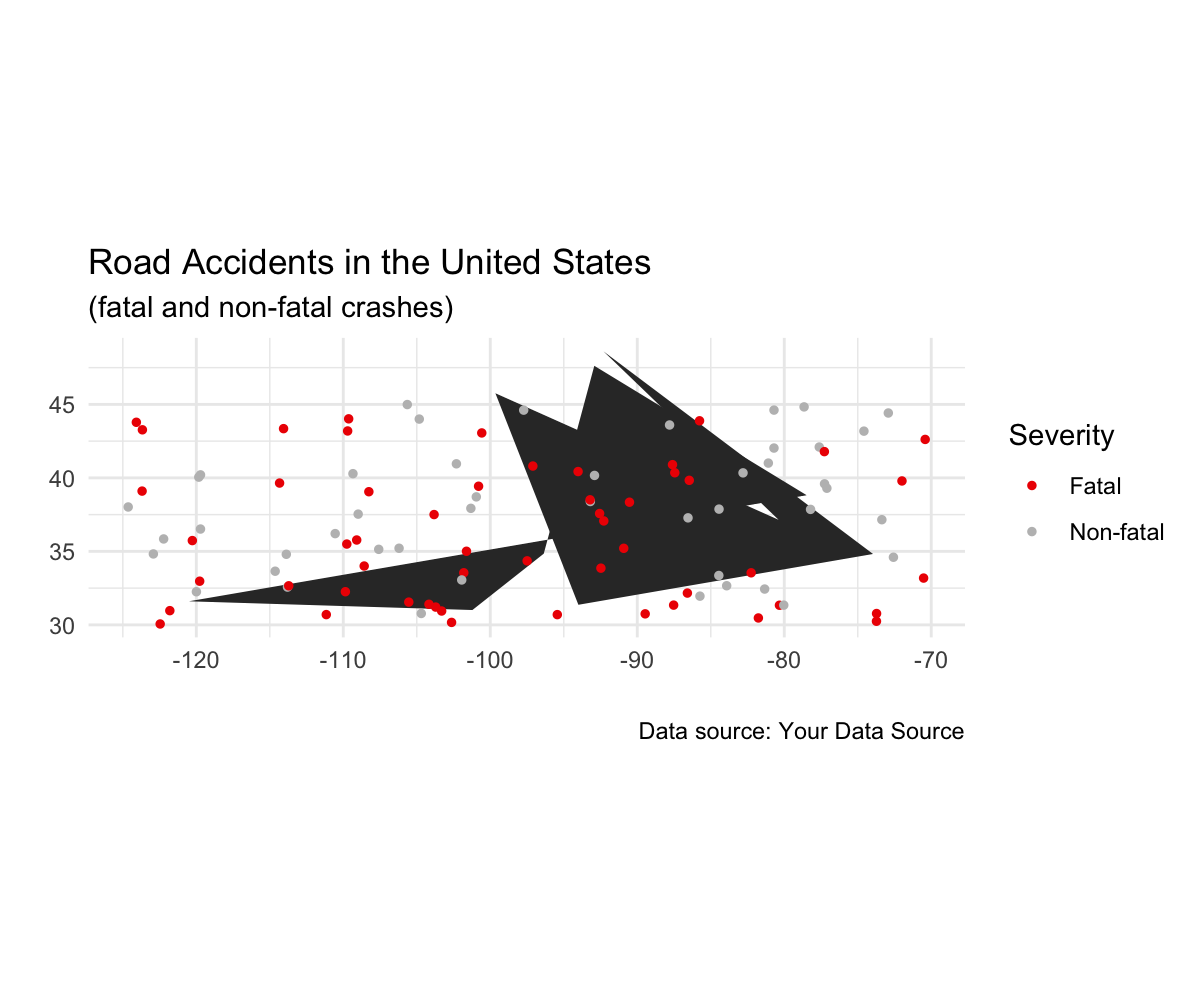 Road Accidents in the United States
(fatal and non-fatal crashes)
45
40
35
30
-120 -110 -100 -90 -80 -70
Severity
Fatal
Non-fatal
Data source: Your Data Source